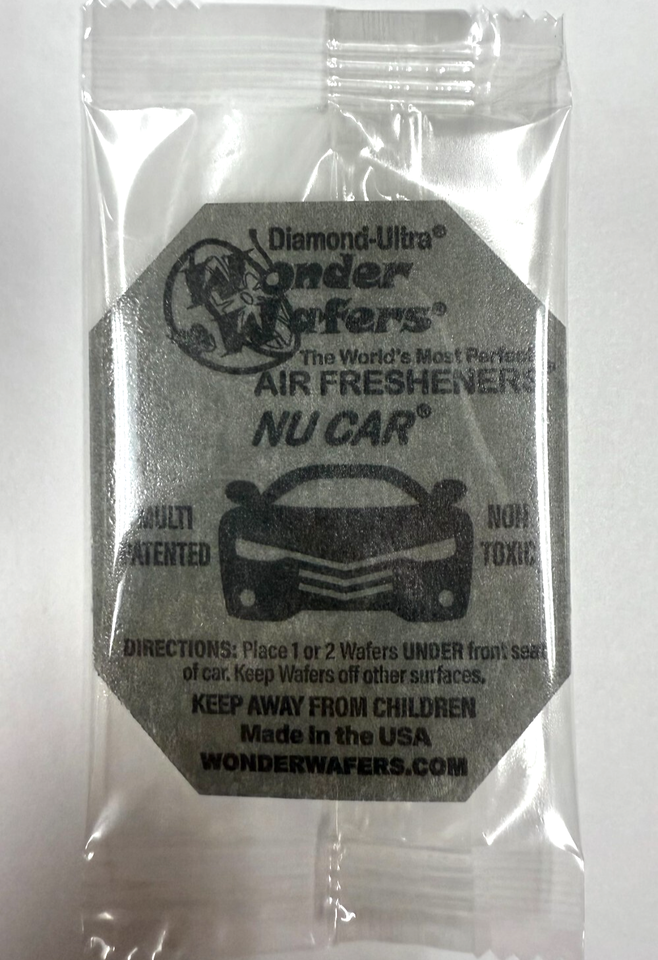 Diamond-Ultra®
Wonder
Wafers®
The World's Most Perfect
AIR FRESHENERS®
NU CAR®
MULTI
PATENTED
NON
TOXIC
DIRECTIONS: Place 1 or 2 Wafers UNDER front seat
of car. Keep Wafers off other surfaces.
KEEP AWAY FROM CHILDREN
Made in the USA
WONDERWAFERS.COM